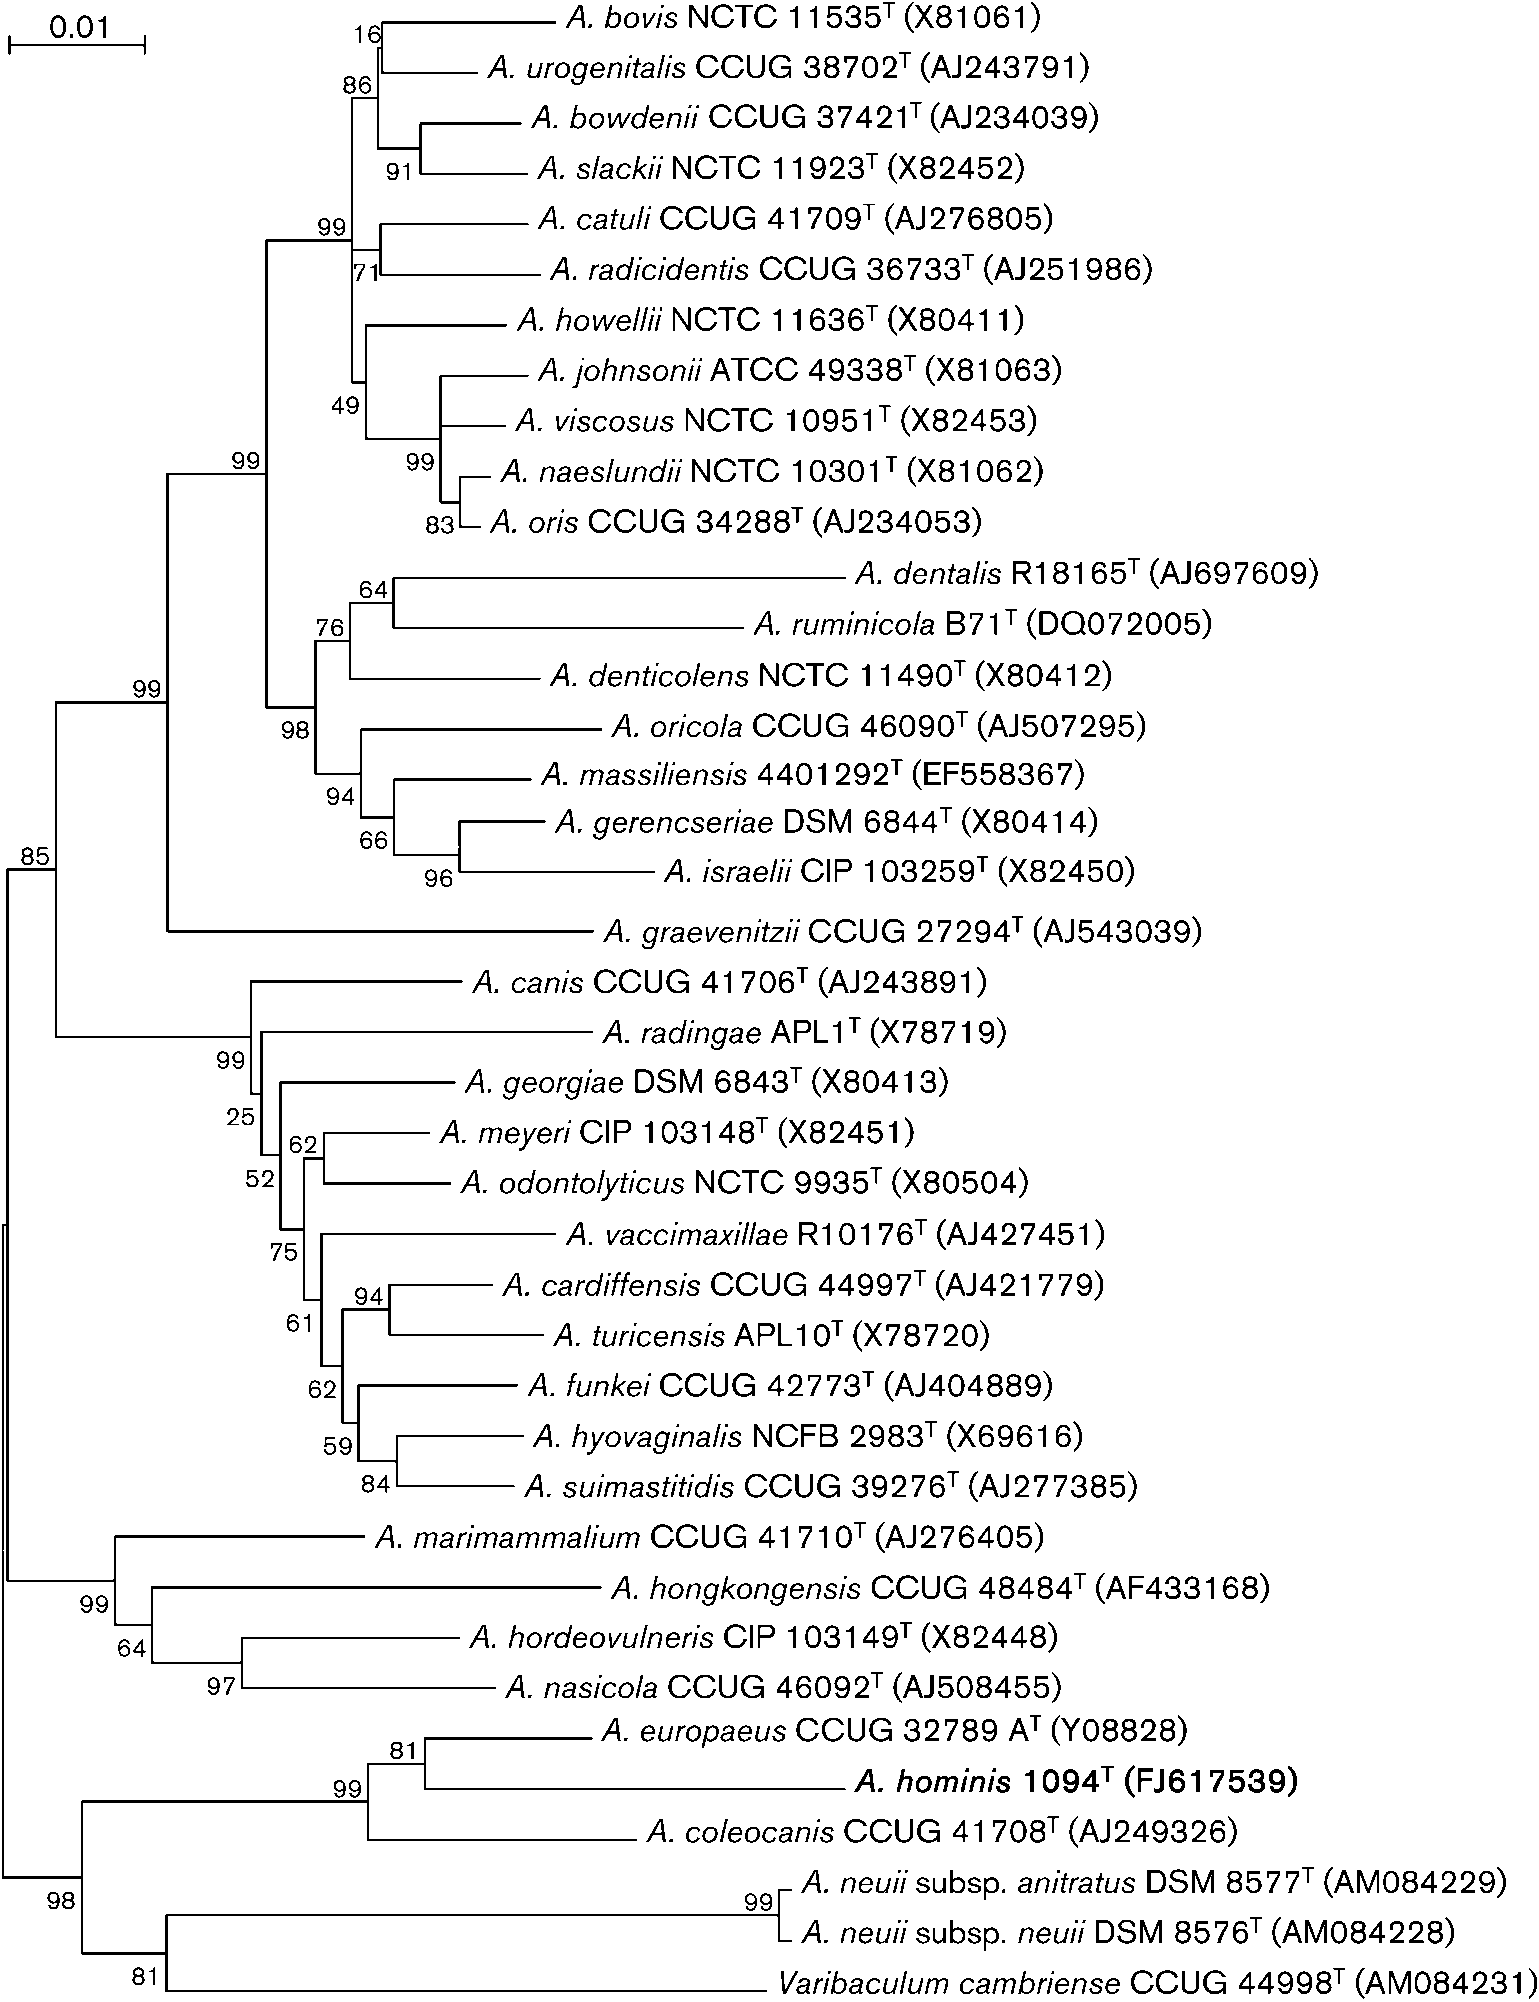 0.01
A. bovis NCTC 11535T (X81061)
16
A. urogenitalis CCUG 38702T (AJ243791)
86
A. bowdenii CCUG 37421T (AJ234039)
91
A. slackii NCTC 11923T (X82452)
A. catuli CCUG 41709T (AJ276805)
99
71
A. radicidentis CCUG 36733T (AJ251986)
A. howellii NCTC 11636T (X80411)
A. johnsonii ATCC 49338T (X81063)
49
A. viscosus NCTC 10951T (X82453)
99
99
A. naeslundii NCTC 10301T (X81062)
83
A. oris CCUG 34288T (AJ234053)
A. dentalis R18165T (AJ697609)
64
A. ruminicola B71T (DQ072005)
76
A. denticolens NCTC 11490T (X80412)
99
98
A. oricola CCUG 46090T (AJ507295)
A. massiliensis 4401292T (EF558367)
94
A. gerencseriae DSM 6844T (X80414)
66
85
96
A. israelii CIP 103259T (X82450)
A. graevenitzii CCUG 27294T (AJ543039)
A. canis CCUG 41706T (AJ243891)
A. radingae APL1T (X78719)
99
A. georgiae DSM 6843T (X80413)
25
A. meyeri CIP 103148T (X82451)
62
52
A. odontolyticus NCTC 9935T (X80504)
A. vaccimaxillae R10176T (AJ427451)
75
A. cardiffensis CCUG 44997T (AJ421779)
94
61
A. turicensis APL10T (X78720)
A. funkei CCUG 42773T (AJ404889)
62
A. hyovaginalis NCFB 2983T (X69616)
59
84
A. suimastitidis CCUG 39276T (AJ277385)
A. marimammalium CCUG 41710T (AJ276405)
A. hongkongensis CCUG 48484T (AF433168)
99
A. hordeovulneris CIP 103149T (X82448)
64
97
A. nasicola CCUG 46092T (AJ508455)
A. europaeus CCUG 32789 AT (Y08828)
81
A. hominis 1094T (FJ617539)
99
A. coleocanis CCUG 41708T (AJ249326)
A. neuii subsp. anitratus DSM 8577T (AM084229)
98
99
A. neuii subsp. neuii DSM 8576T (AM084228)
81
Varibaculum cambriense CCUG 44998T (AM084231)